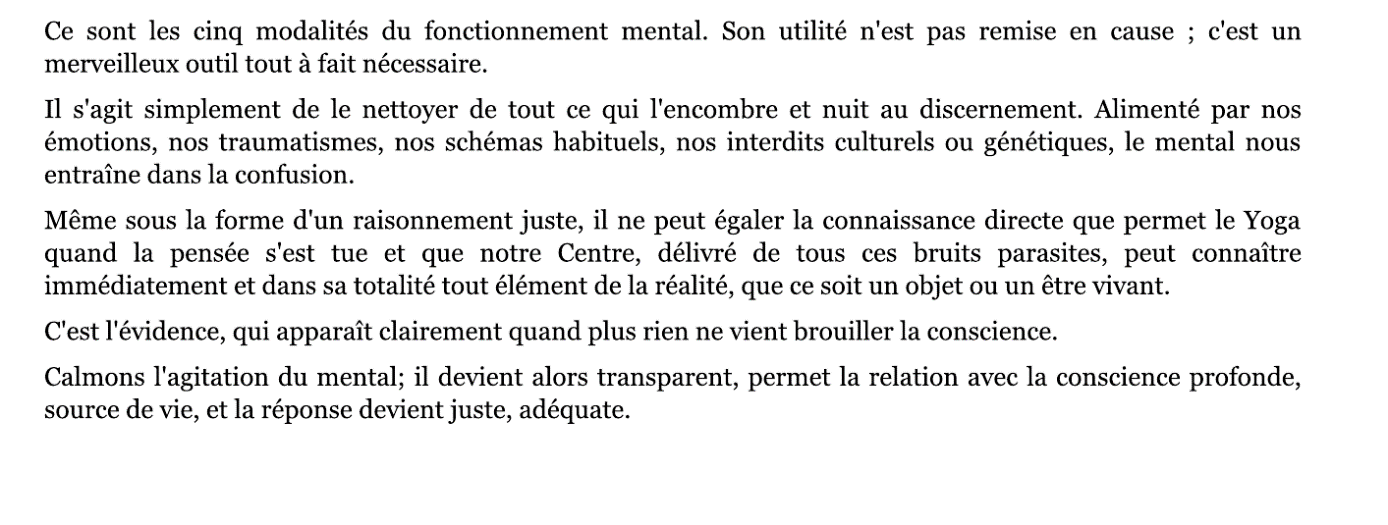 Ce sont les cinq modalités du fonctionnement mental. Son utilité n'est pas remise en cause ; c'est un
merveilleux outil tout à fait nécessaire.
Il s'agit simplement de le nettoyer de tout ce qui l'encombre et nuit au discernement. Alimenté par nos
émotions, nos traumatismes, nos schémas habituels, nos interdits culturels ou génétiques, le mental nous
entraîne dans la confusion.
Même sous la forme d'un raisonnement juste, il ne peut égaler la connaissance directe que permet le Yoga
quand la pensée s'est tue et que notre Centre, délivré de tous ces bruits parasites, peut connaître
immédiatement et dans sa totalité tout élément de la réalité, que ce soit un objet ou un être vivant.
C'est l'évidence, qui apparaît clairement quand plus rien ne vient brouiller la conscience.
Calmons l'agitation du mental; il devient alors transparent, permet la relation avec la conscience profonde,
source de vie, et la réponse devient juste, adéquate.